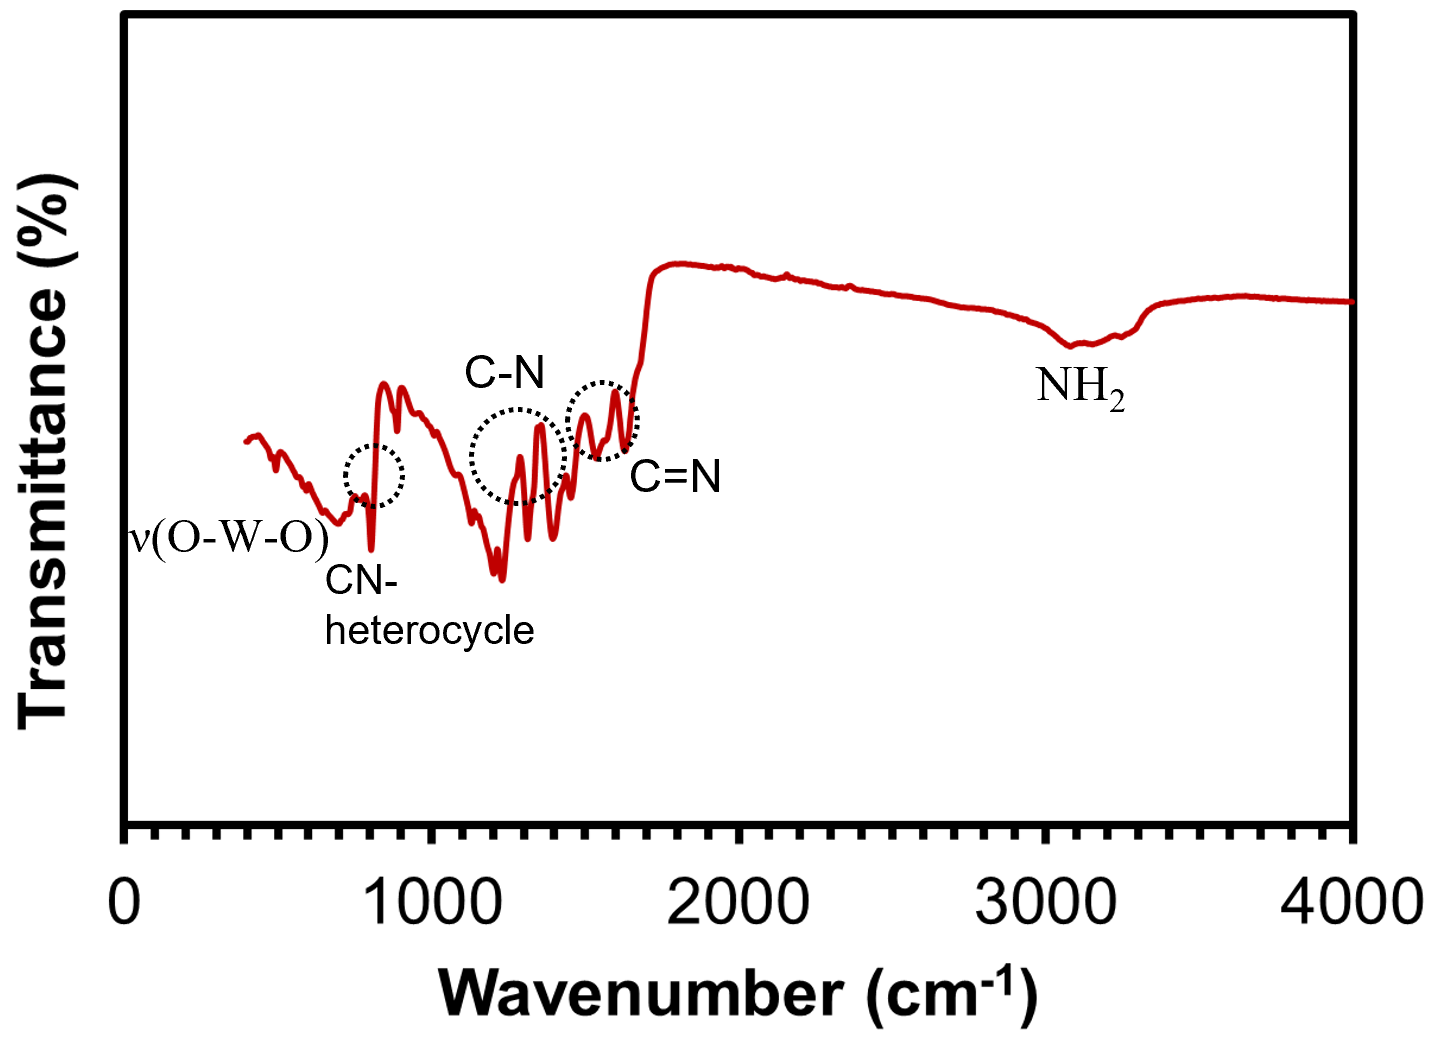 Transmittance (%)
C-N
NH₂
C=N
ν(O-W-O)
CN-
heterocycle
0 1000 2000 3000 4000
Wavenumber (cm⁻¹)